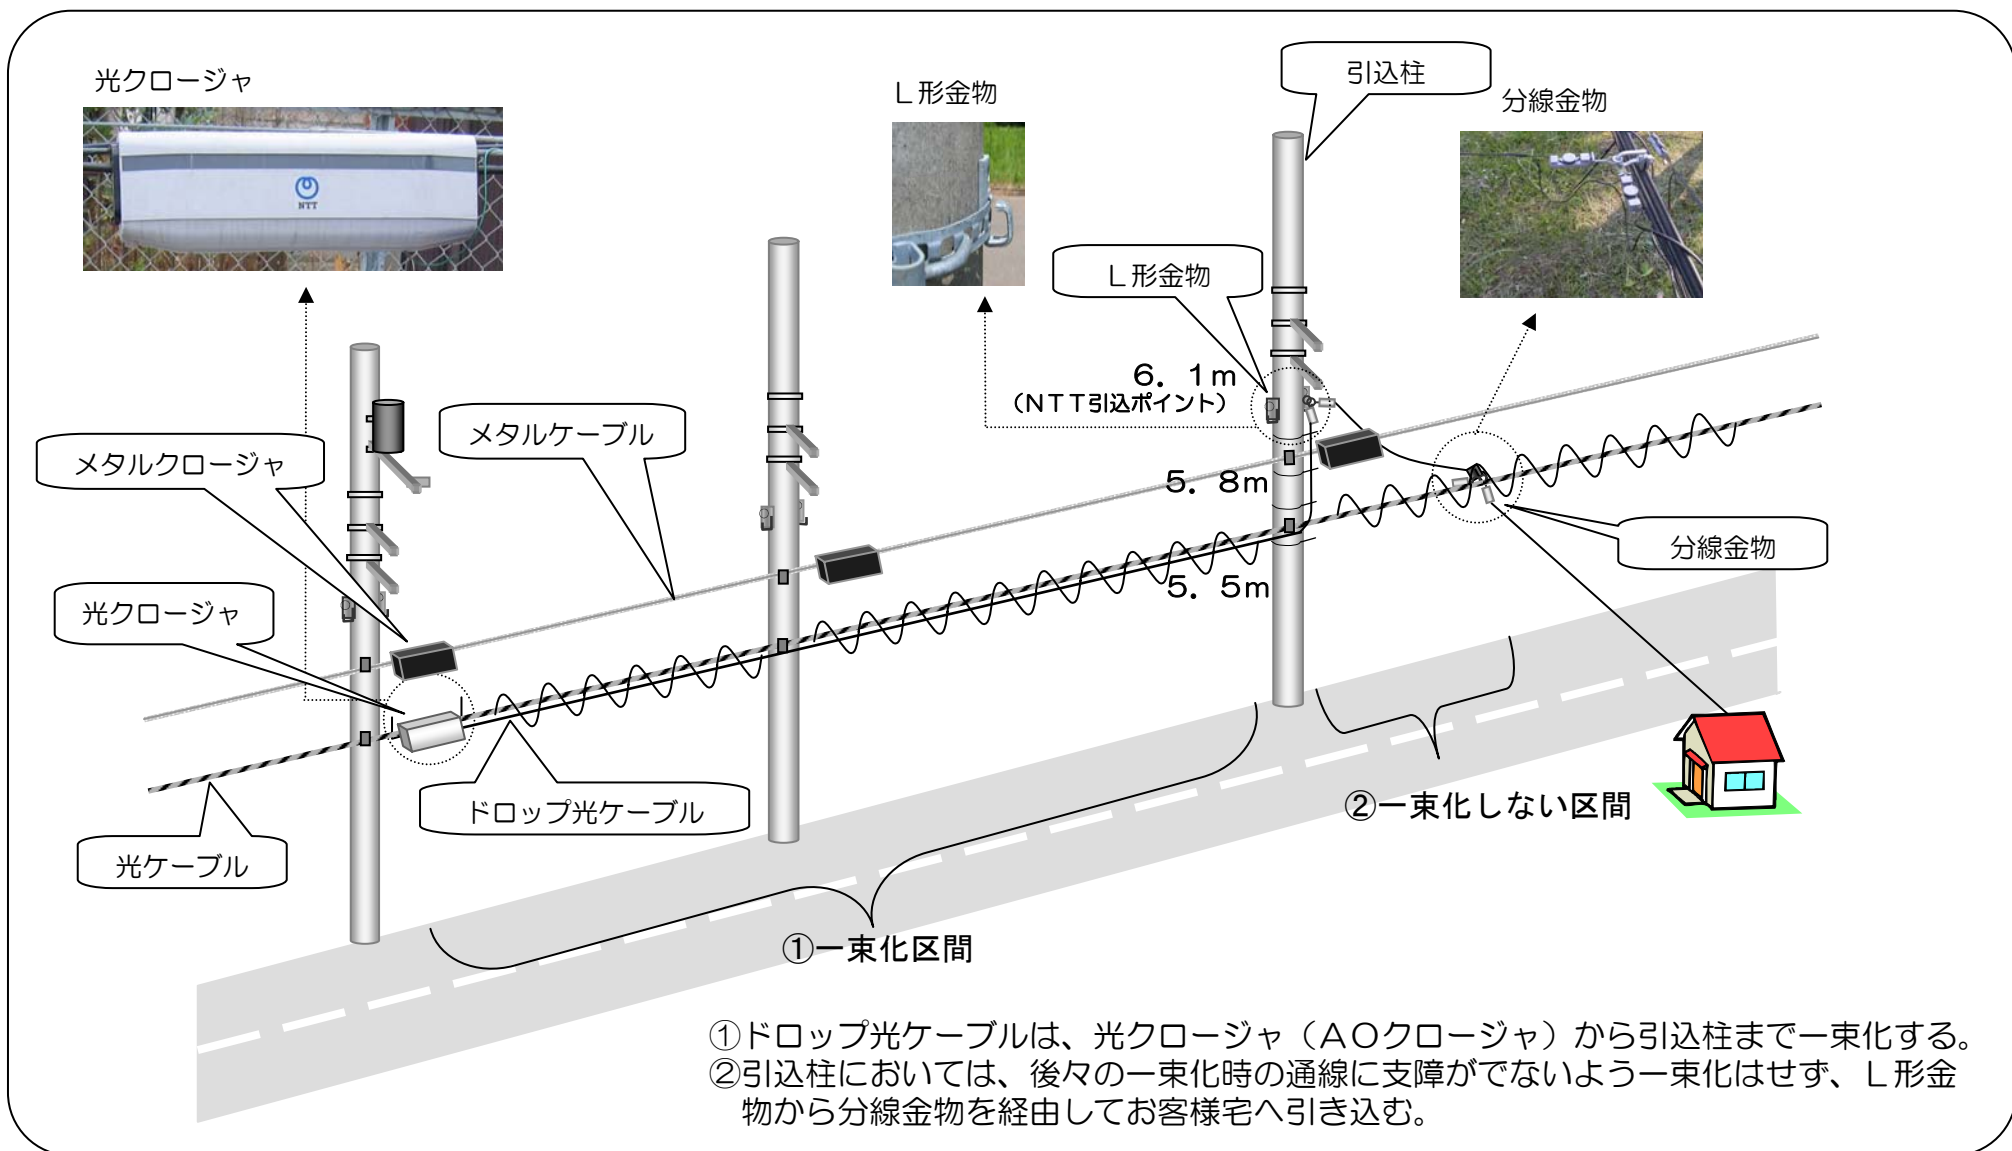 光クロージャ
NTT
Ｌ形金物
引込柱
分線金物
Ｌ形金物
６．１ｍ
（ＮＴＴ引込ポイント）
メタルケーブル
メタルクロージャ
５．８ｍ
分線金物
光クロージャ
５．５ｍ
ドロップ光ケーブル
②一束化しない区間
光ケーブル
①一束化区間
①ドロップ光ケーブルは、光クロージャ（ＡＯクロージャ）から引込柱まで一束化する。
②引込柱においては、後々の一束化時の通線に支障がでないよう一束化はせず、Ｌ形金
物から分線金物を経由してお客様宅へ引き込む。